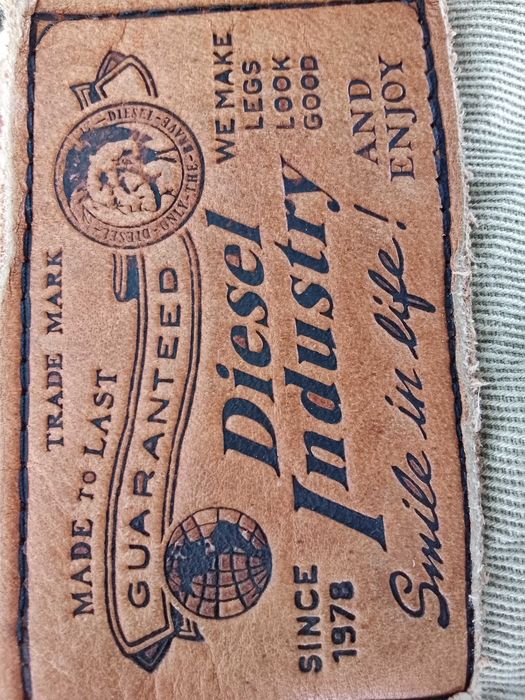 TRADE MARK
MADE To LAST
GUARANTEED
DIESEL
DIESEL
Diesel
Industry
WE MAKE
LEGS
LOOK
GOOD
SINCE
1978
Smile in life!
AND
ENJOY